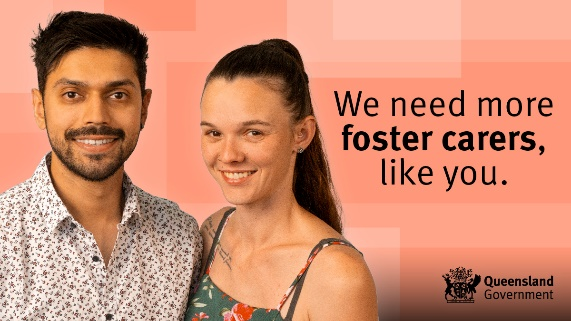 We need more
foster carers,
like you.
Queensland
Government